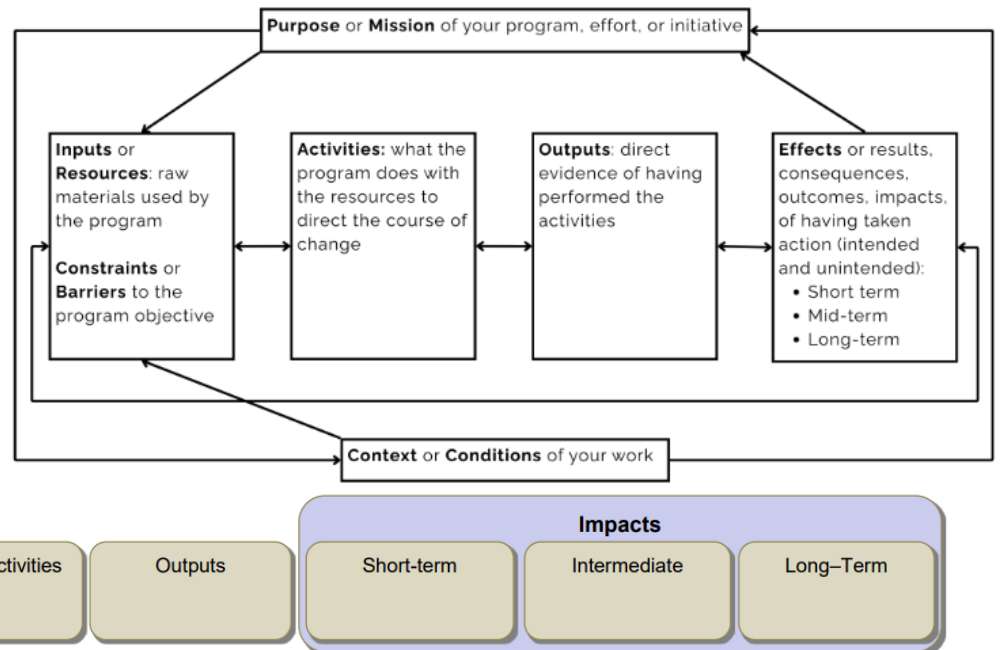 Purpose or Mission of your program, effort, or initiative
Inputs or
Resources: raw
materials used by
the program
Constraints or
Barriers to the
program objective
Activities: what the
program does with
the resources to
direct the course of
change
Outputs: direct
evidence of having
performed the
activities
Effects or results,
consequences,
outcomes, impacts,
of having taken
action (intended
and unintended):
• Short term
• Mid-term
• Long-term
Context or Conditions of your work
Impacts
ctivities
Outputs
Short-term
Intermediate
Long–Term